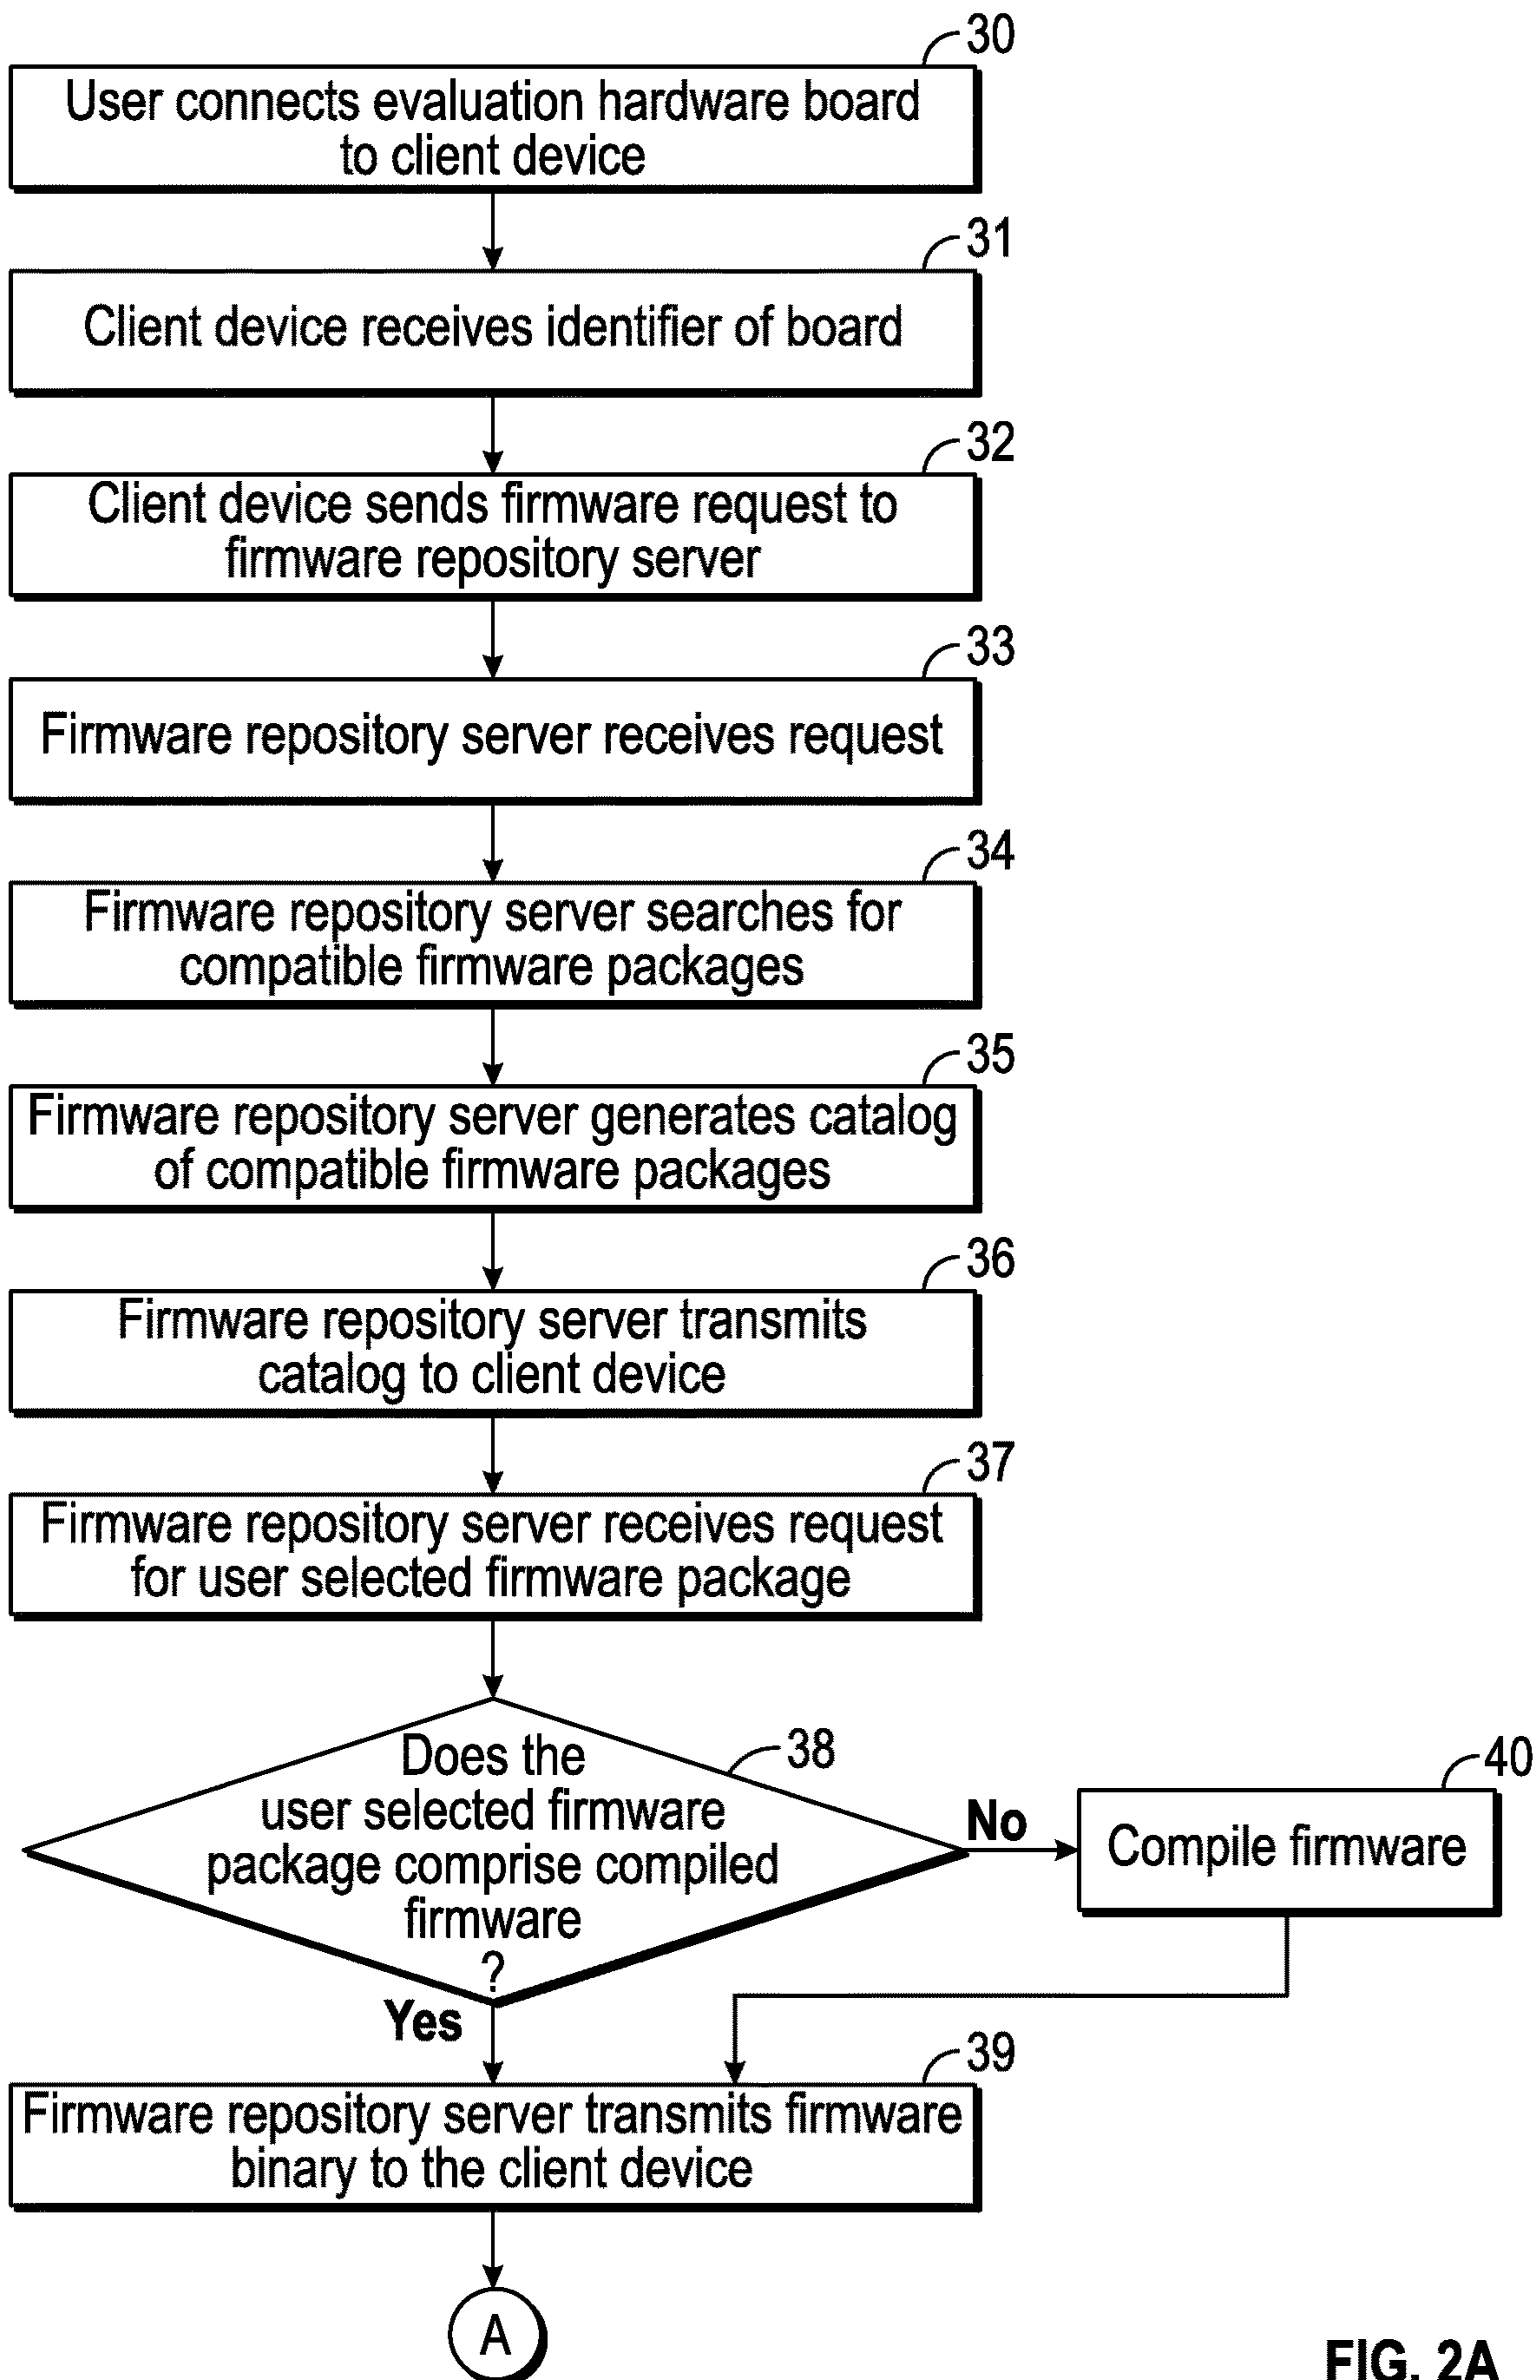 30
User connects evaluation hardware board
to client device
31
Client device receives identifier of board
32
Client device sends firmware request to
firmware repository server
33
Firmware repository server receives request
34
Firmware repository server searches for
compatible firmware packages
35
Firmware repository server generates catalog
of compatible firmware packages
36
Firmware repository server transmits
catalog to client device
37
Firmware repository server receives request
for user selected firmware package
38
Does the
user selected firmware
package comprise compiled
firmware
?
No
40
Compile firmware
Yes
39
Firmware repository server transmits firmware
binary to the client device
A
FIG. 2A